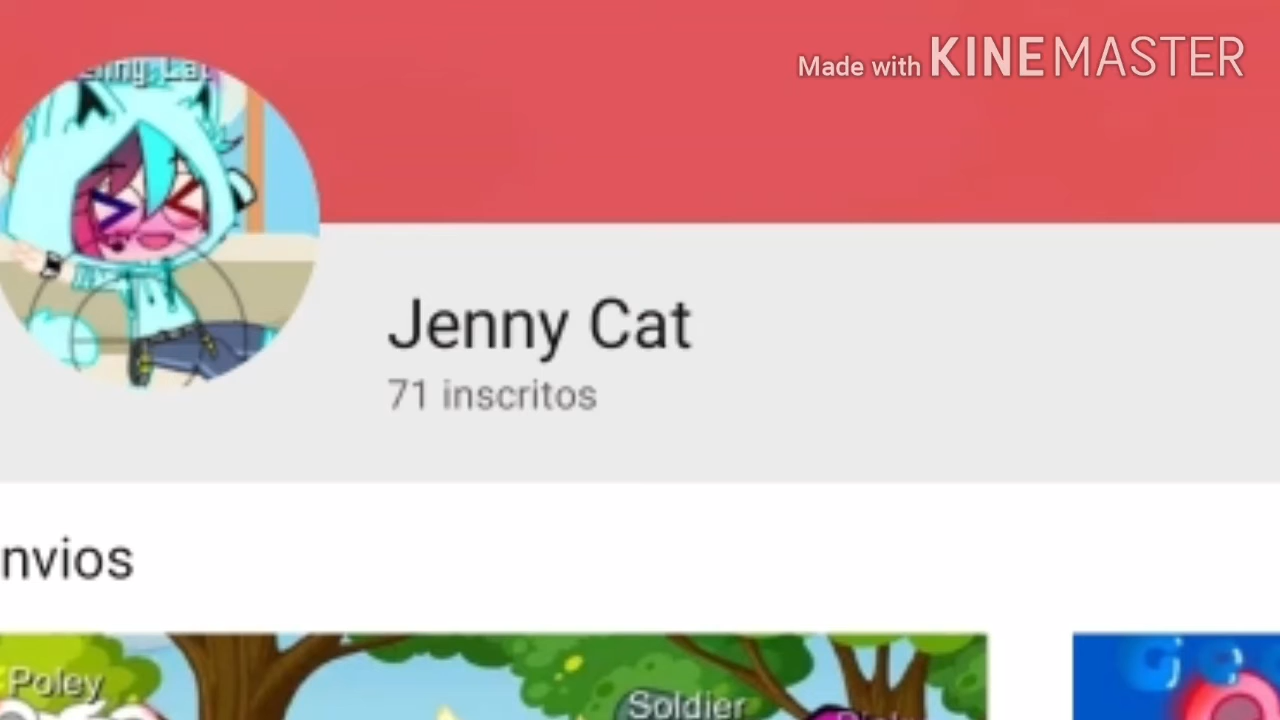 Made with KINEMASTER
Jenny Cat
71 inscritos
nvios
Poley
Soldier